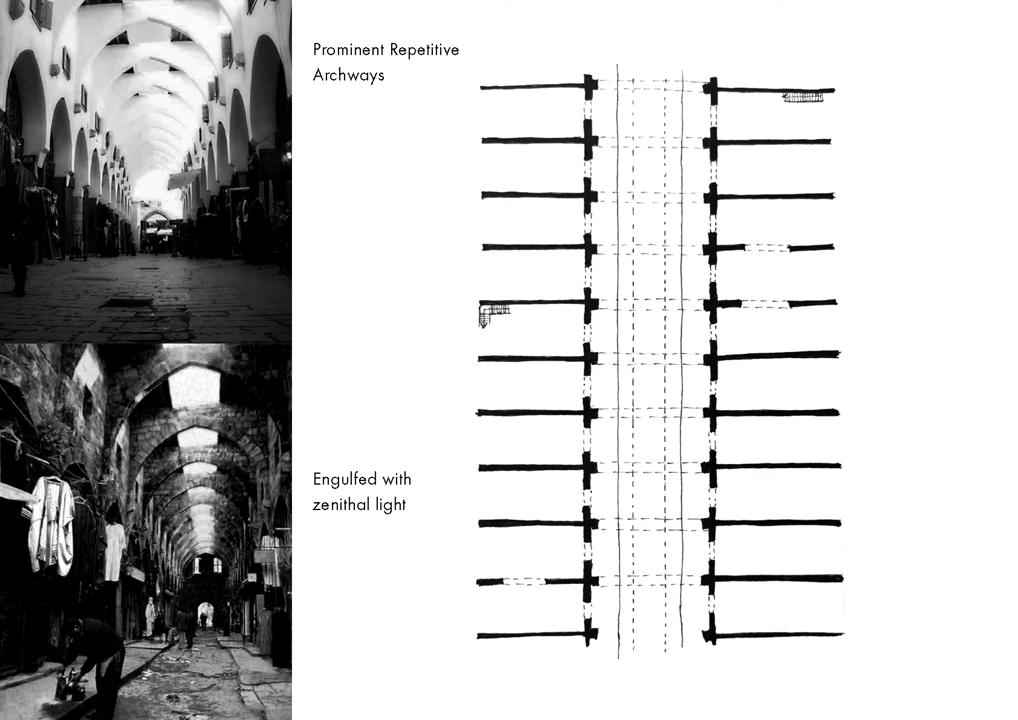 Prominent Repetitive
Archways
Engulfed with
zenithal light